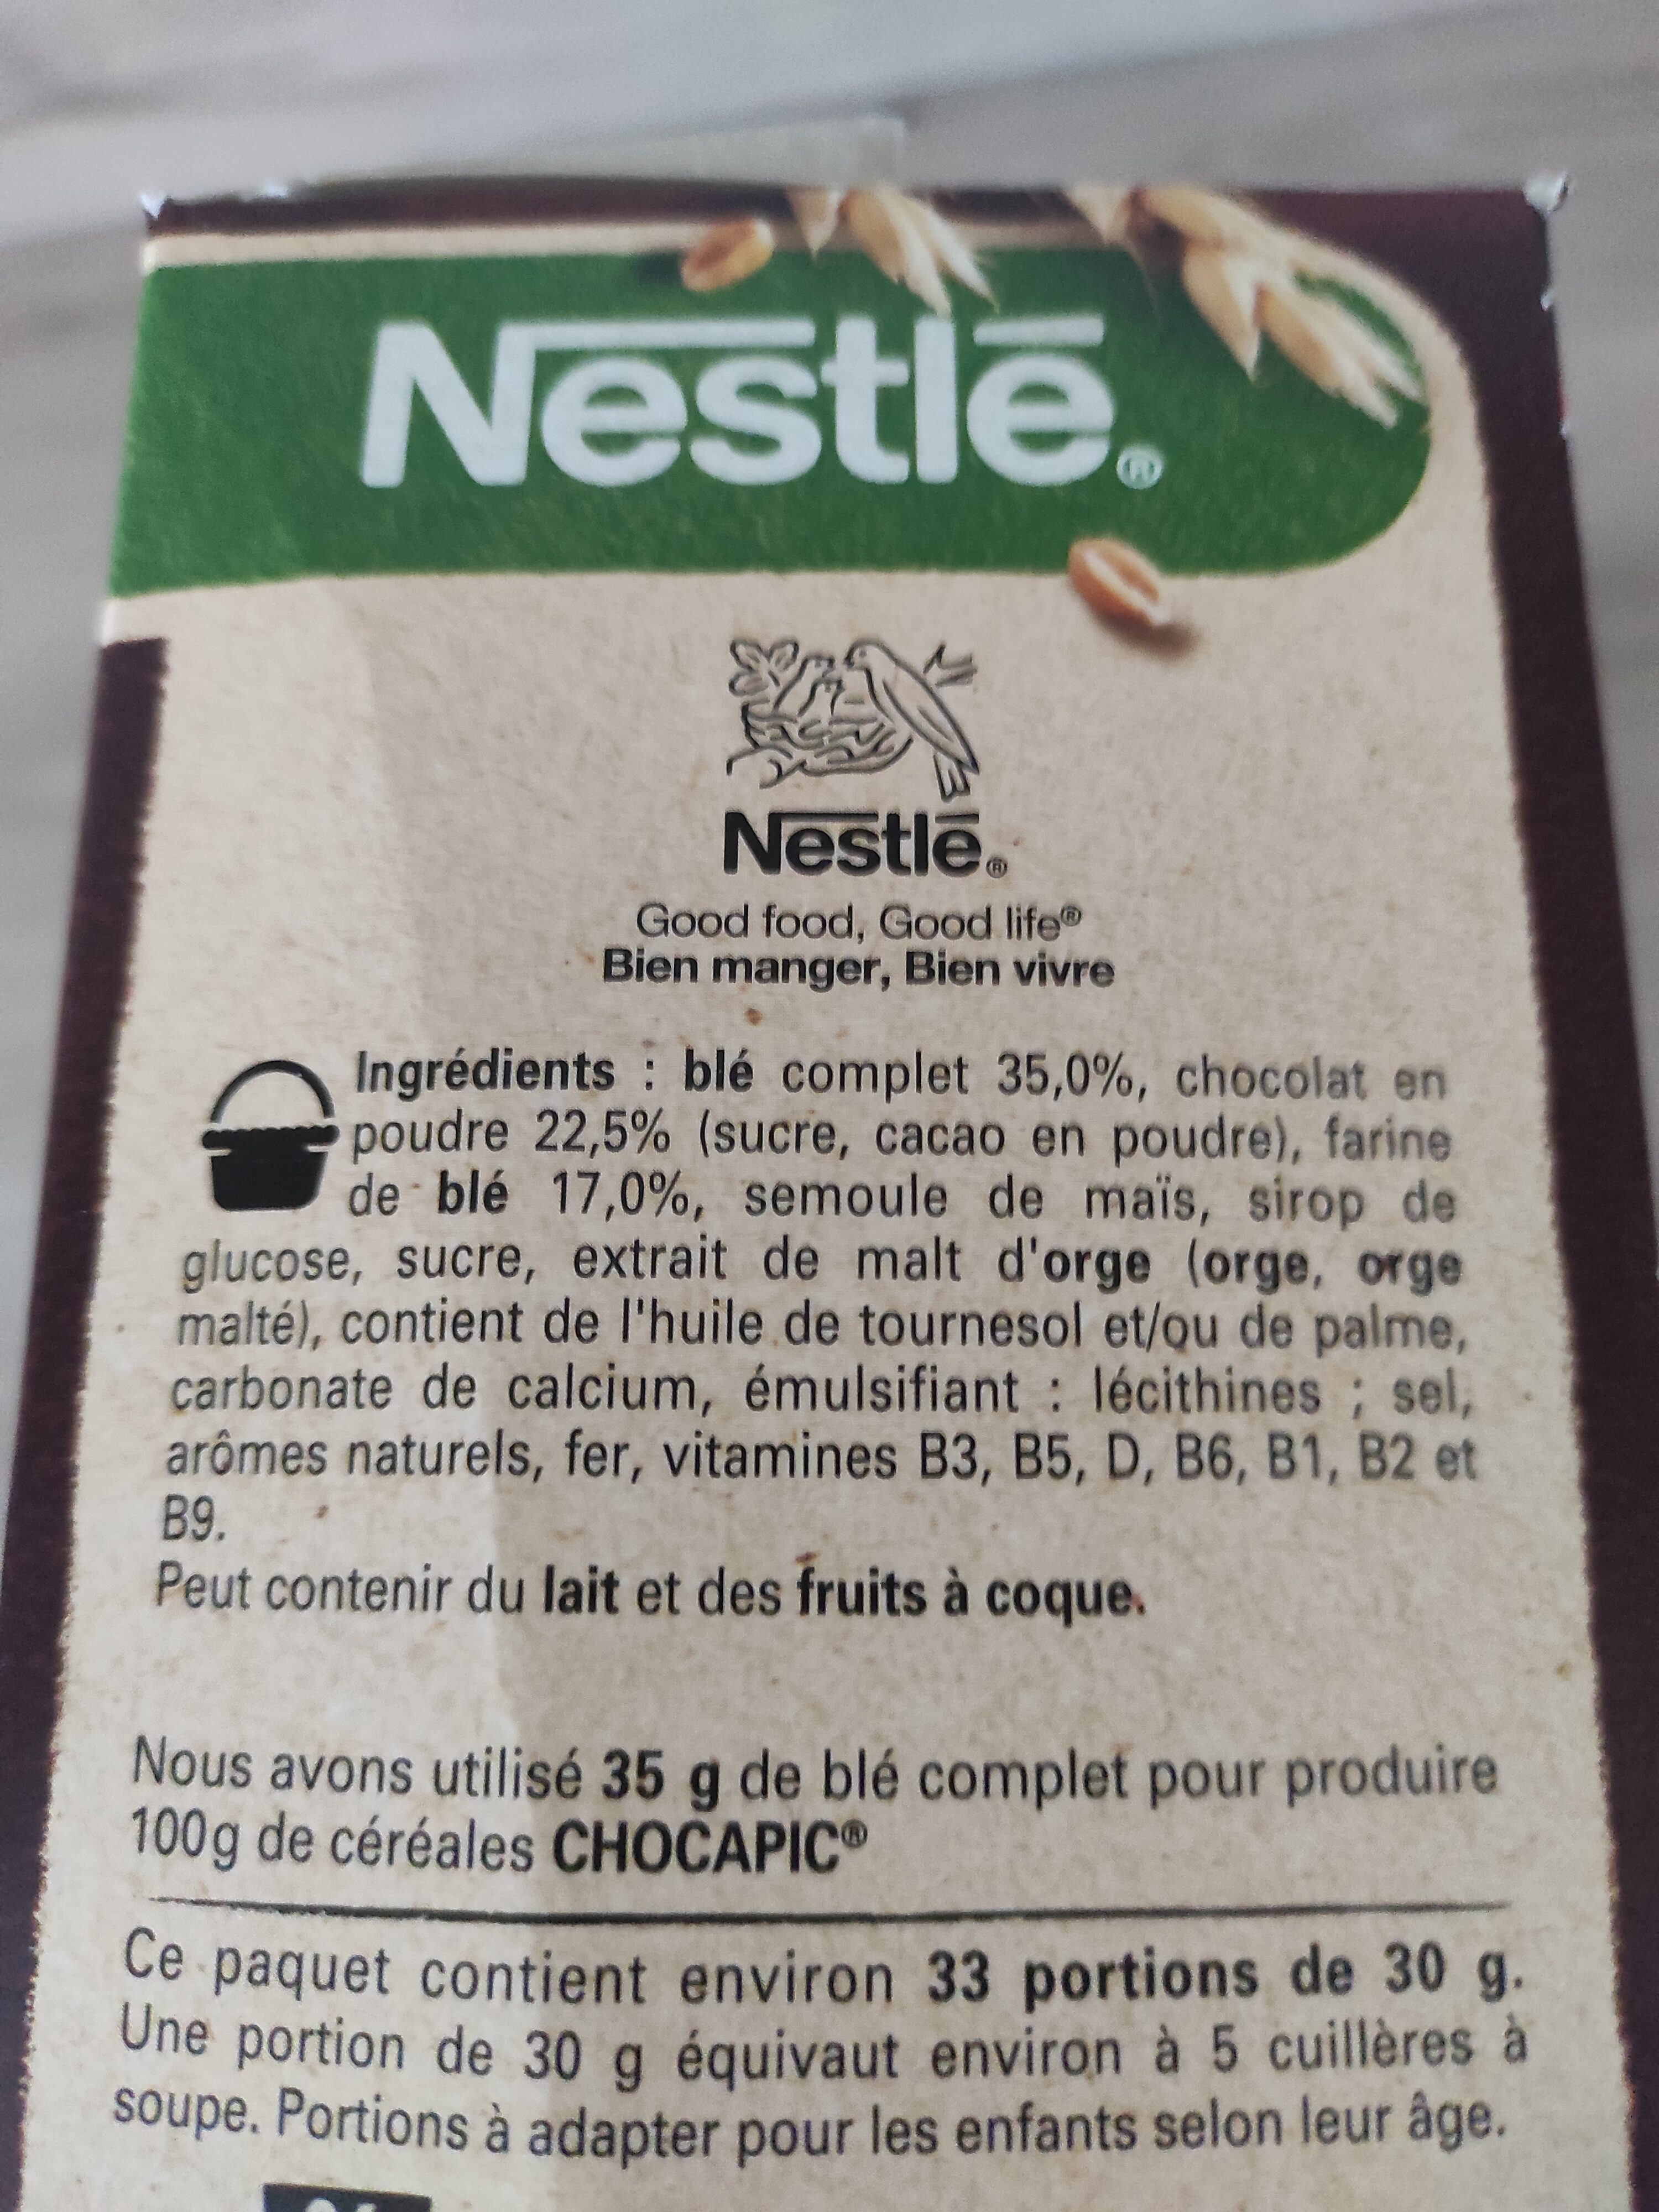 Nestlé®
Nestlé®
Good food, Good life®
Bien manger, Bien vivre
Ingrédients : blé complet 35,0%, chocolat en
poudre 22,5% (sucre, cacao en poudre), farine
de blé 17,0%, semoule de maïs, sirop de
glucose, sucre, extrait de malt d'orge (orge, orge
malté), contient de l'huile de tournesol et/ou de palme,
carbonate de calcium, émulsifiant : lécithines ; sel,
arômes naturels, fer, vitamines B3, B5, D, B6, B1, B2 et
B9.
Peut contenir du lait et des fruits à coque.
Nous avons utilisé 35 g de blé complet pour produire
100g de céréales CHOCAPIC®
Ce paquet contient environ 33 portions de 30 g.
Une portion de 30 g équivaut environ à 5 cuillères à
soupe. Portions à adapter pour les enfants selon leur âge.